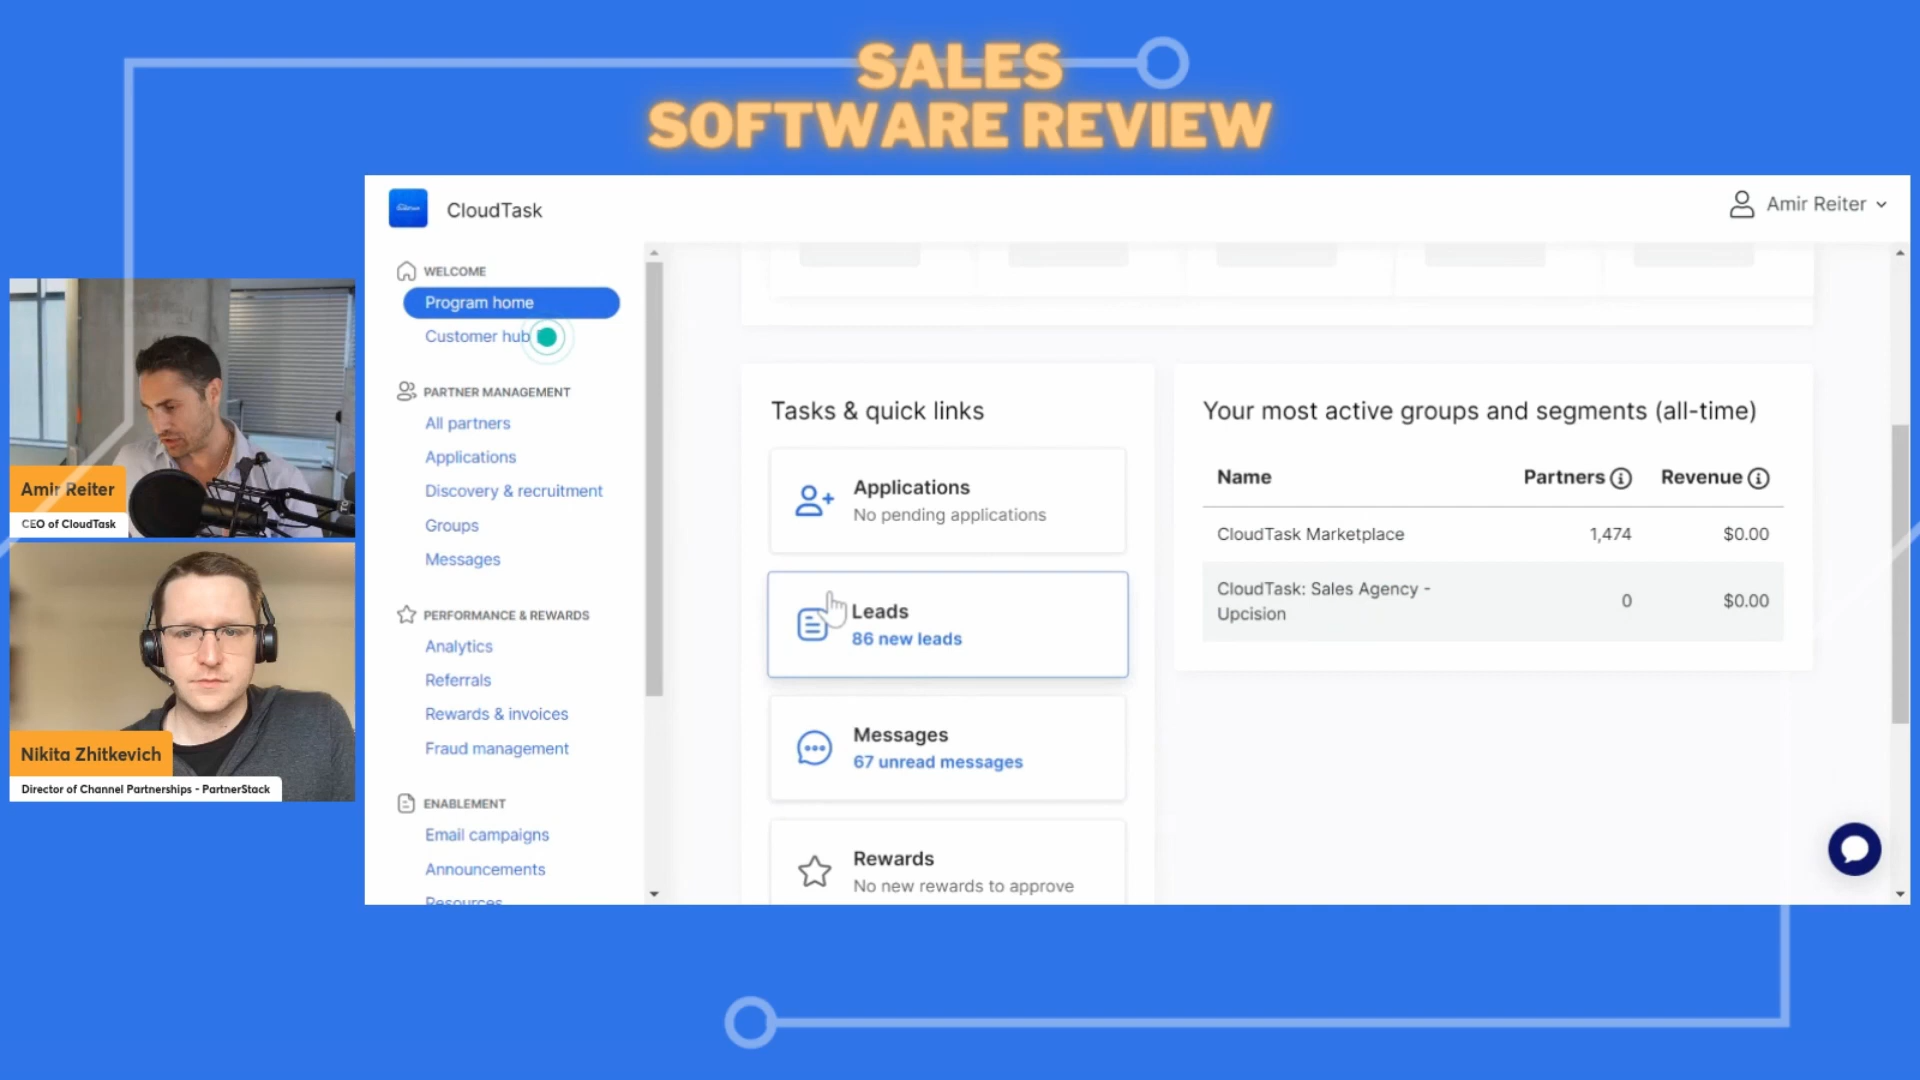 SALES
SOFTWARE REVIEW
CloudTask
Amir Reiter
WELCOME
Program home
Customer hub
PARTNER MANAGEMENT
All partners
Applications
Discovery & recruitment
Groups
Messages
PERFORMANCE & REWARDS
Analytics
Referrals
Rewards & invoices
Fraud management
ENABLEMENT
Email campaigns
Announcements
Resources
Tasks & quick links
Applications
No pending applications
Leads
86 new leads
Messages
67 unread messages
Rewards
No new rewards to approve
Your most active groups and segments (all-time)
Name Partners Revenue
CloudTask Marketplace 1,474 $0.00
CloudTask: Sales Agency -
Upcision 0 $0.00
Amir Reiter
CEO of CloudTask
Nikita Zhitkevich
Director of Channel Partnerships - PartnerStack